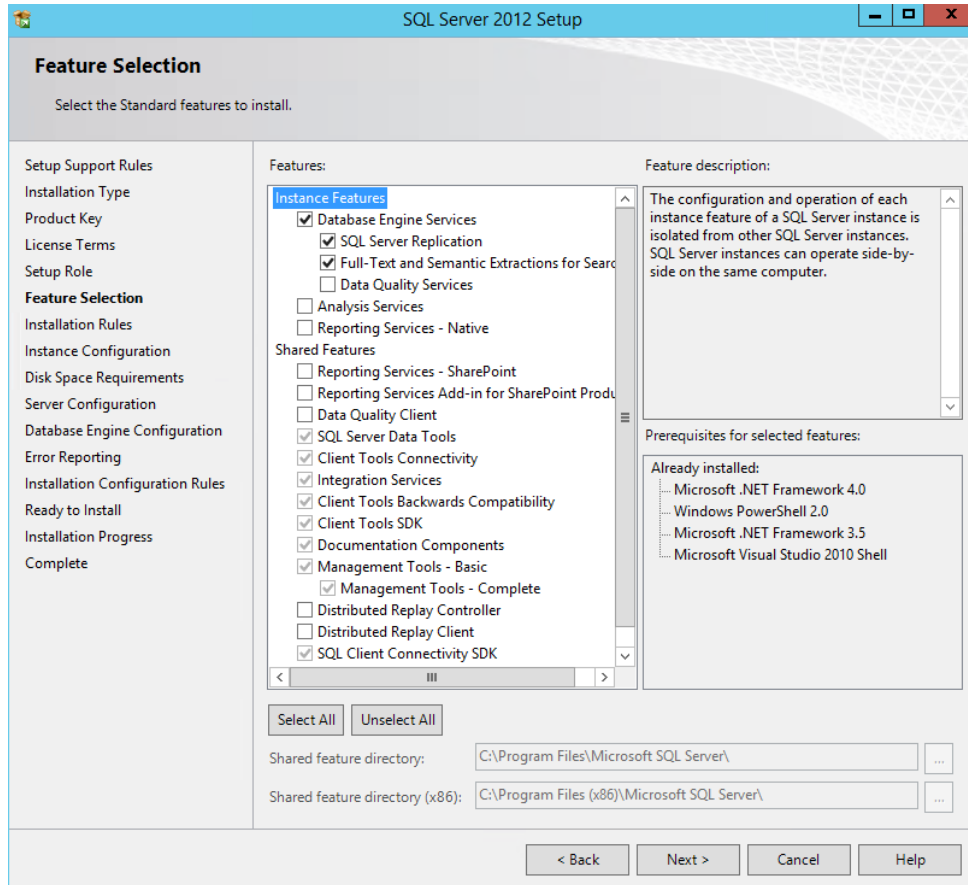 SQL Server 2012 Setup
Feature Selection
Select the Standard features to install.
Setup Support Rules
Installation Type
Product Key
License Terms
Setup Role
Feature Selection
Installation Rules
Instance Configuration
Disk Space Requirements
Server Configuration
Database Engine Configuration
Error Reporting
Installation Configuration Rules
Ready to Install
Installation Progress
Complete
Features:
Instance Features
Database Engine Services
SQL Server Replication
Full-Text and Semantic Extractions for Searc
Data Quality Services
Analysis Services
Reporting Services - Native
Shared Features
Reporting Services - SharePoint
Reporting Services Add-in for SharePoint Produ
Data Quality Client
SQL Server Data Tools
Client Tools Connectivity
Integration Services
Client Tools Backwards Compatibility
Client Tools SDK
Documentation Components
Management Tools - Basic
Management Tools - Complete
Distributed Replay Controller
Distributed Replay Client
SQL Client Connectivity SDK
Feature description:
The configuration and operation of each
instance feature of a SQL Server instance is
isolated from other SQL Server instances.
SQL Server instances can operate side-by-
side on the same computer.
Prerequisites for selected features:
Already installed:
Microsoft .NET Framework 4.0
Windows PowerShell 2.0
Microsoft .NET Framework 3.5
Microsoft Visual Studio 2010 Shell
Select All
Unselect All
Shared feature directory:
C:\Program Files\Microsoft SQL Server\
...
Shared feature directory (x86):
C:\Program Files (x86)\Microsoft SQL Server\
...
< Back
Next >
Cancel
Help